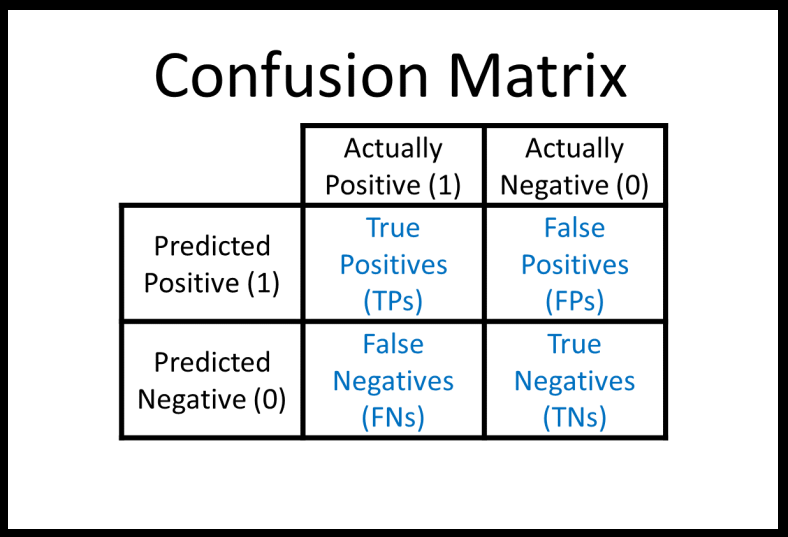 Confusion Matrix
Actually
Positive (1)
Actually
Negative (0)
Predicted
Positive (1)
True
Positives
(TPs)
False
Positives
(FPs)
Predicted
Negative (0)
False
Negatives
(FNs)
True
Negatives
(TNs)